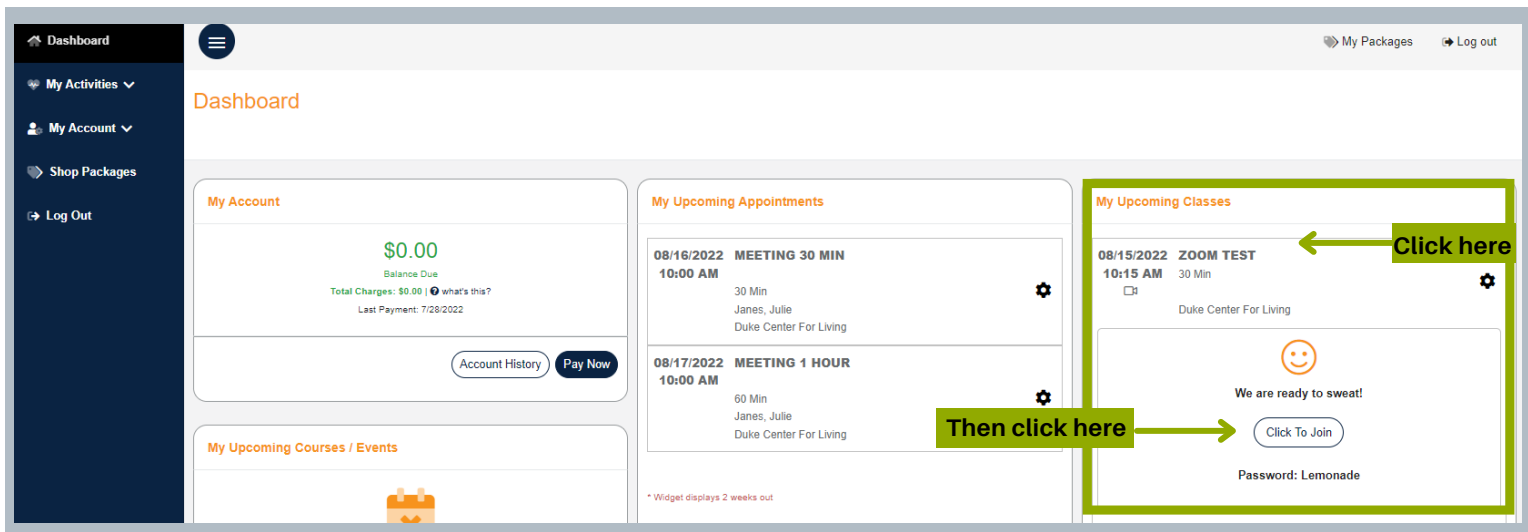 Dashboard
My Activities
My Account
Shop Packages
Log Out
My Packages
Log out
Dashboard
My Account
$0.00
Balance Due
Total Charges: $0.00 | ? what's this?
Last Payment: 7/28/2022
Account History
Pay Now
My Upcoming Courses / Events
My Upcoming Appointments
08/16/2022 MEETING 30 MIN
10:00 AM
30 Min
Janes, Julie
Duke Center For Living
08/17/2022 MEETING 1 HOUR
10:00 AM
60 Min
Janes, Julie
Duke Center For Living
* Widget displays 2 weeks out
My Upcoming Classes
Click here
08/15/2022 ZOOM TEST
10:15 AM 30 Min
Duke Center For Living
We are ready to sweat!
Then click here
Click To Join
Password: Lemonade